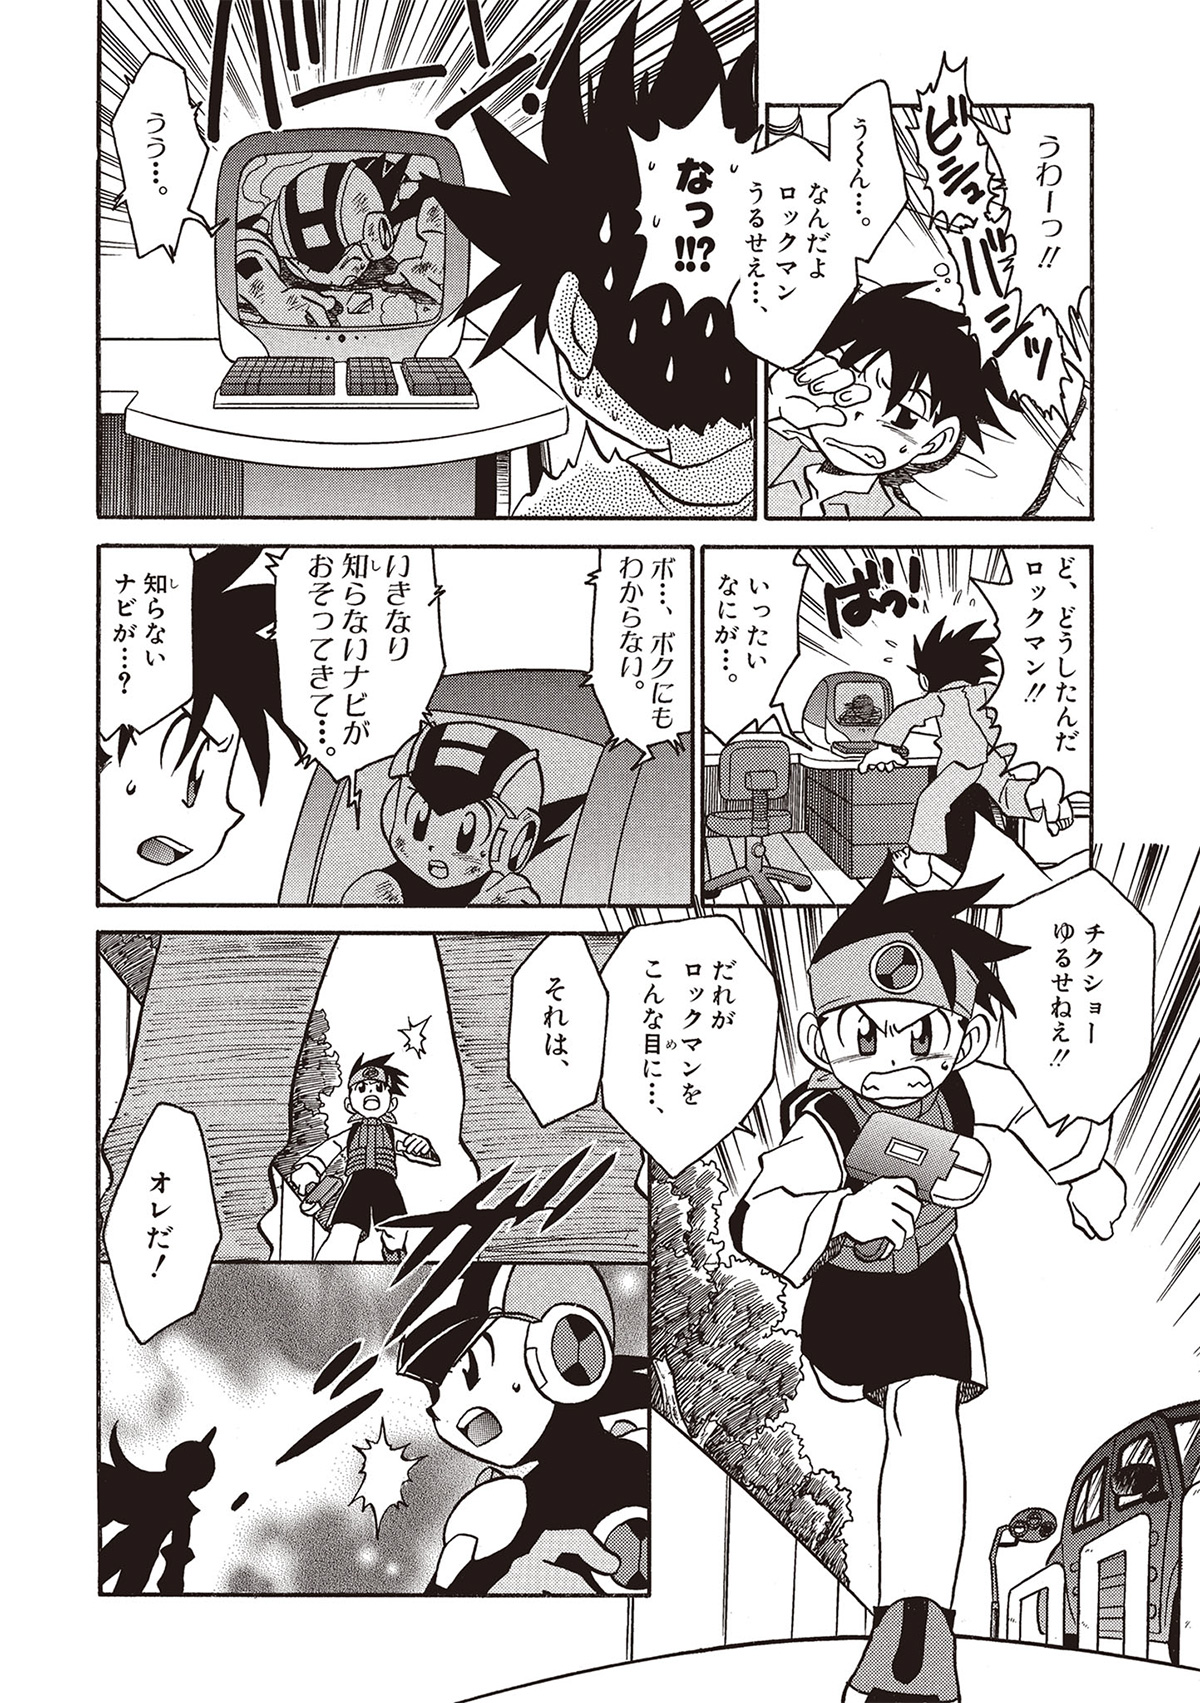 うわーっ!!
ビシュ
バシッ
う〜ん…。
なんだよ
ロックマン
うるせえ…、
なっ!!?
うう…。
ど、どうしたんだ
ロックマン!!
ばっ!!
いったい
なにが…。
ボ…、ボクにも
わからない。
いきなり
知らないナビが
おそってきて…。
知らない
ナビが…?
チクショー
ゆるせねえ!!
だれが
ロックマンを
こんな目に…、
それは、
オレだ!